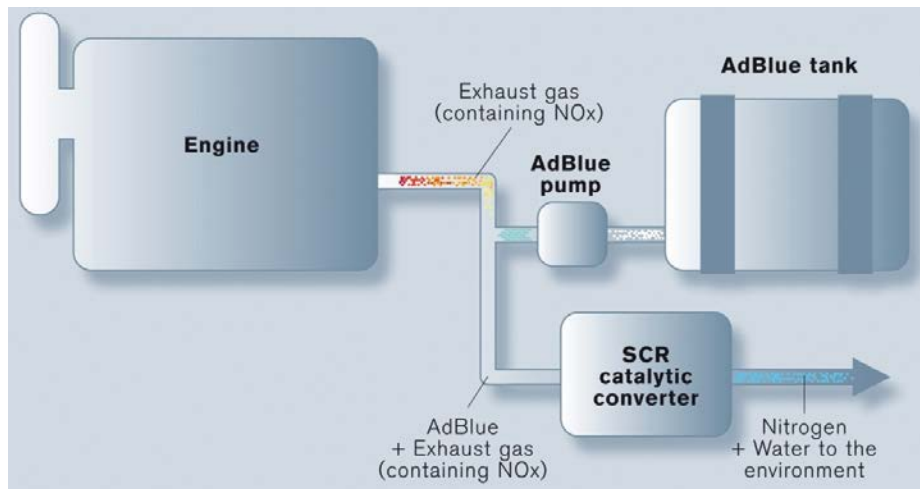 AdBlue tank
Exhaust gas
(containing NOx)
Engine
AdBlue
pump
SCR
catalytic
converter
AdBlue
+ Exhaust gas
(containing NOx)
Nitrogen
+ Water to the
environment